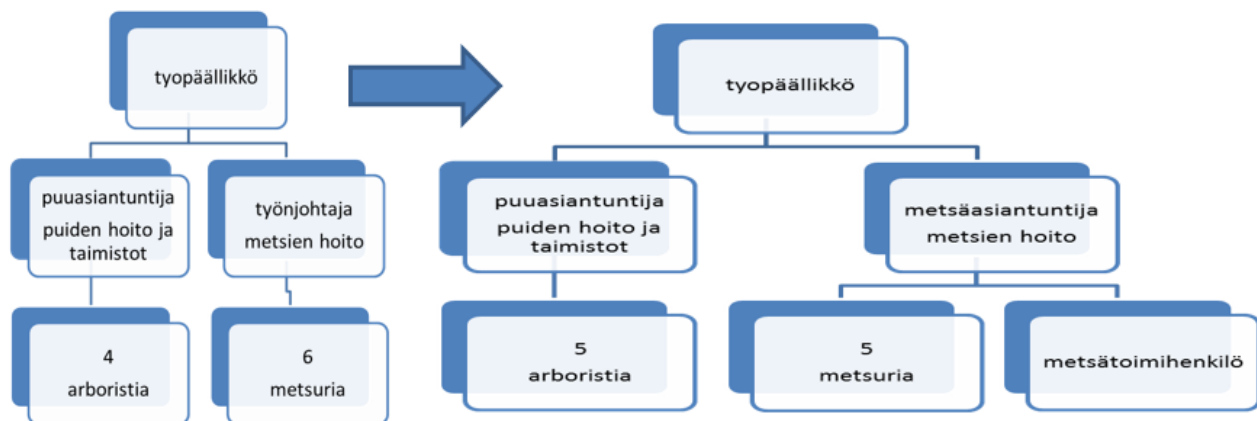 tyopäällikkö
puuasiantuntija
puiden hoito ja
taimistot
työnjohtaja
metsien hoito
4
arboristia
6
metsuria
tyopäällikkö
puuasiantuntija
puiden hoito ja
taimistot
metsäasiantuntija
metsien hoito
5
arboristia
5
metsuria
metsätoimihenkilö